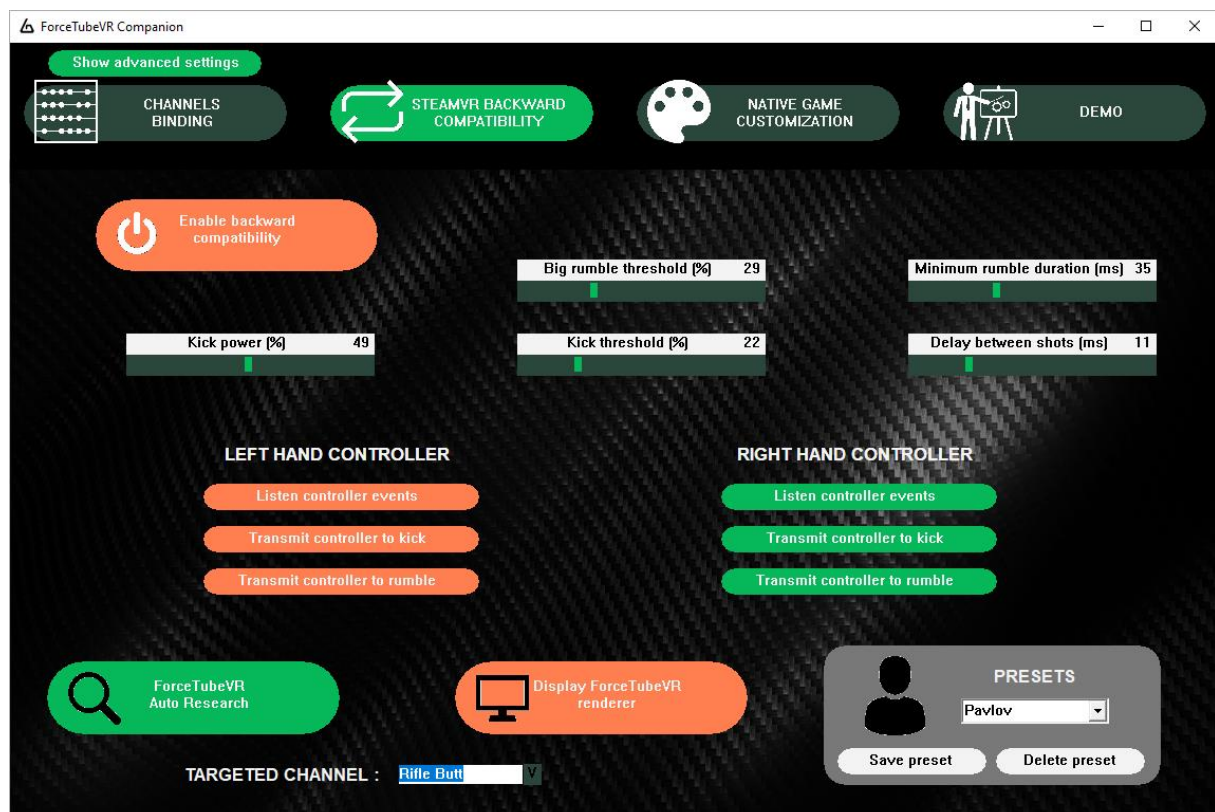 ForceTubeVR Companion
Show advanced settings
CHANNELS
BINDING
STEAMVR BACKWARD
COMPATIBILITY
NATIVE GAME
CUSTOMIZATION
DEMO
Enable backward
compatibility
Big rumble threshold (%) 29
Minimum rumble duration (ms) 35
Kick power (%) 49
Kick threshold (%) 22
Delay between shots (ms) 11
LEFT HAND CONTROLLER
Listen controller events
Transmit controller to kick
Transmit controller to rumble
RIGHT HAND CONTROLLER
Listen controller events
Transmit controller to kick
Transmit controller to rumble
ForceTubeVR
Auto Research
Display ForceTubeVR
renderer
PRESETS
Pavlov
Save preset
Delete preset
TARGETED CHANNEL : Rifle Butt V